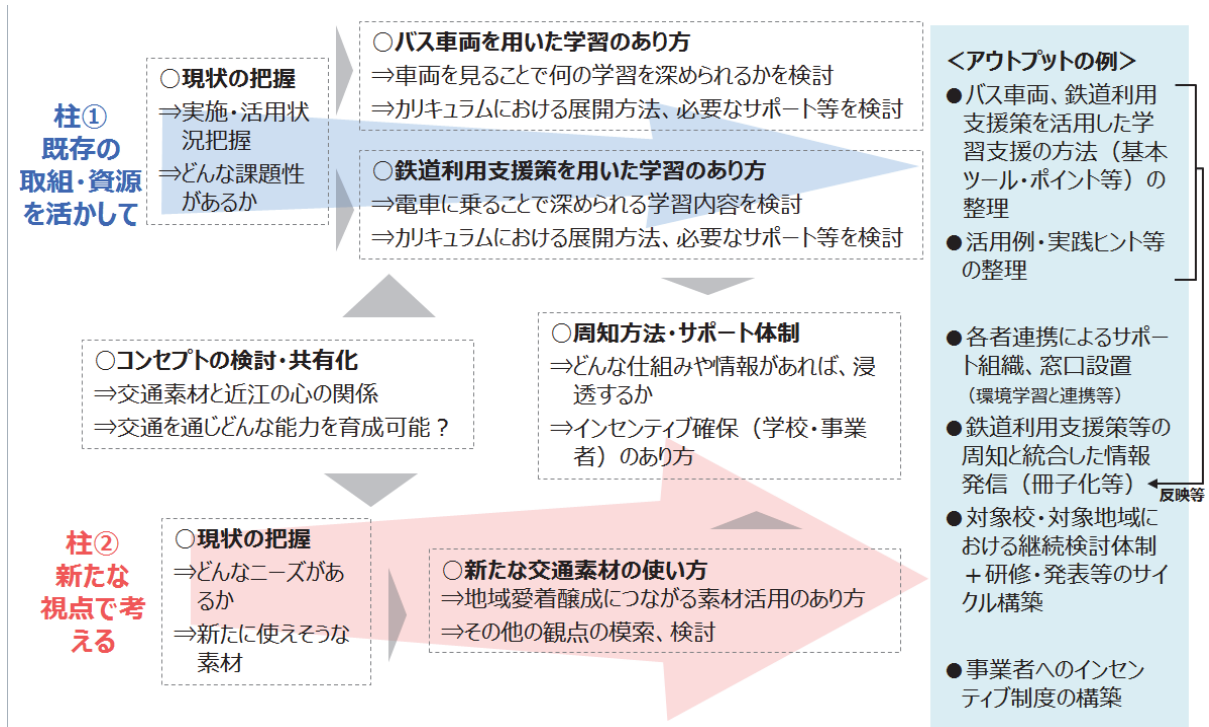 柱①
既存の
取組・資源
を活かして
○現状の把握
⇒実施・活用状
況把握
⇒どんな課題性
があるか
○バス車両を用いた学習のあり方
⇒車両を見ることで何の学習を深められるかを検討
⇒カリキュラムにおける展開方法、必要なサポート等を検討
○鉄道利用支援策を用いた学習のあり方
⇒電車に乗ることで深められる学習内容を検討
⇒カリキュラムにおける展開方法、必要なサポート等を検討
○コンセプトの検討・共有化
⇒交通素材と近江の心の関係
⇒交通を通じどんな能力を育成可能？
○周知方法・サポート体制
⇒どんな仕組みや情報があれば、浸
透するか
⇒インセンティブ確保（学校・事業
者）のあり方
柱②
新たな
視点で考
える
○現状の把握
⇒どんなニーズがあ
るか
⇒新たに使えそうな
素材
○新たな交通素材の使い方
⇒地域愛着醸成につながる素材活用のあり方
⇒その他の観点の模索、検討
＜アウトプットの例＞
●バス車両、鉄道利用
支援策を活用した学
習支援の方法（基本
ツール・ポイント等）の
整理
●活用例・実践ヒント等
の整理
●各者連携によるサポー
ト組織、窓口設置
（環境学習と連携等）
●鉄道利用支援策等の
周知と統合した情報
発信（冊子化等）
反映等
●対象校・対象地域に
おける継続検討体制
＋研修・発表等のサイ
クル構築
●事業者へのインセン
ティブ制度の構築